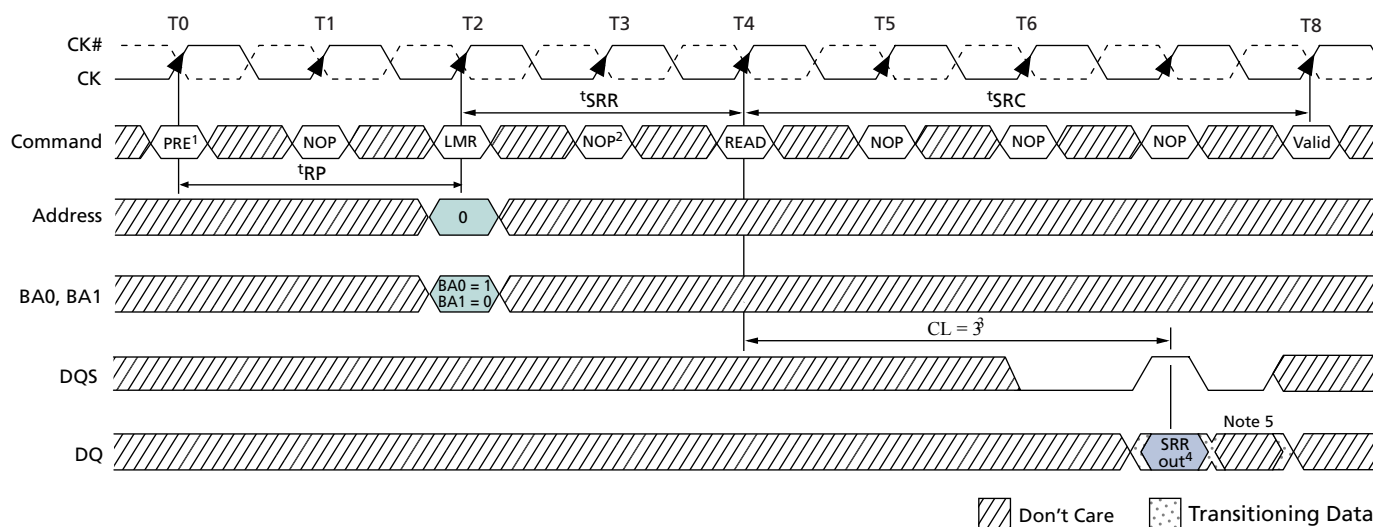 T0 T1 T2 T3 T4 T5 T6 T8
CK#
CK
tSRR tSRC
Command PRE1 NOP LMR NOP2 READ NOP NOP NOP Valid
tRP
Address 0
BA0, BA1 BA0 = 1
BA1 = 0
CL = 33
DQS
Note 5
DQ SRR
out4
Don't Care Transitioning Data